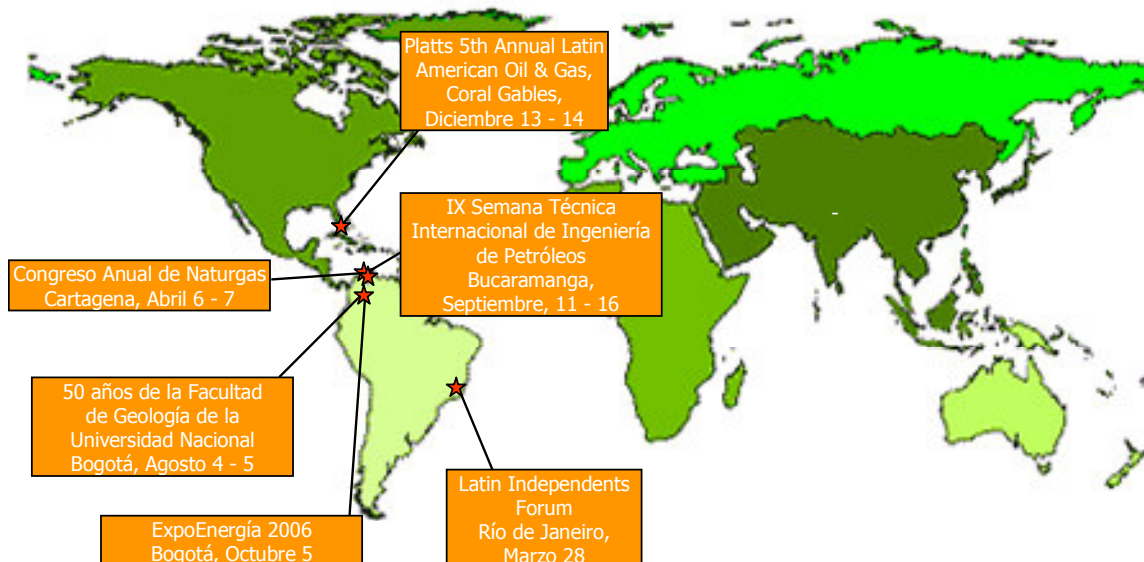 Platts 5th Annual Latin
American Oil & Gas,
Coral Gables,
Diciembre 13 - 14
IX Semana Técnica
Internacional de Ingeniería
de Petróleos
Bucaramanga,
Septiembre, 11 - 16
Congreso Anual de Naturgas
Cartagena, Abril 6 - 7
50 años de la Facultad
de Geología de la
Universidad Nacional
Bogotá, Agosto 4 - 5
Latin Independents
Forum
Río de Janeiro,
Marzo 28
ExpoEnergía 2006
Bogotá, Octubre 5